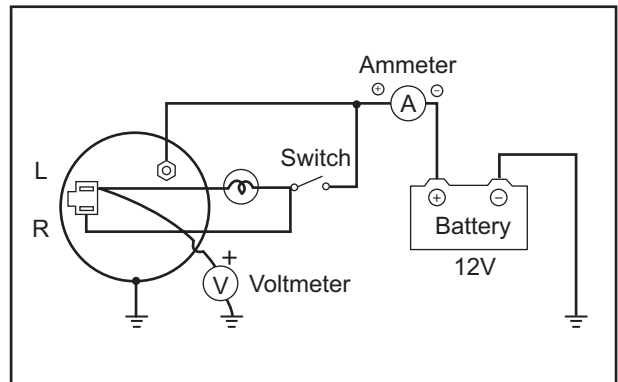 Ammeter
⊕ A ⊖
Switch
L
R
⊕ ⊖
Battery
12V
+
V Voltmeter